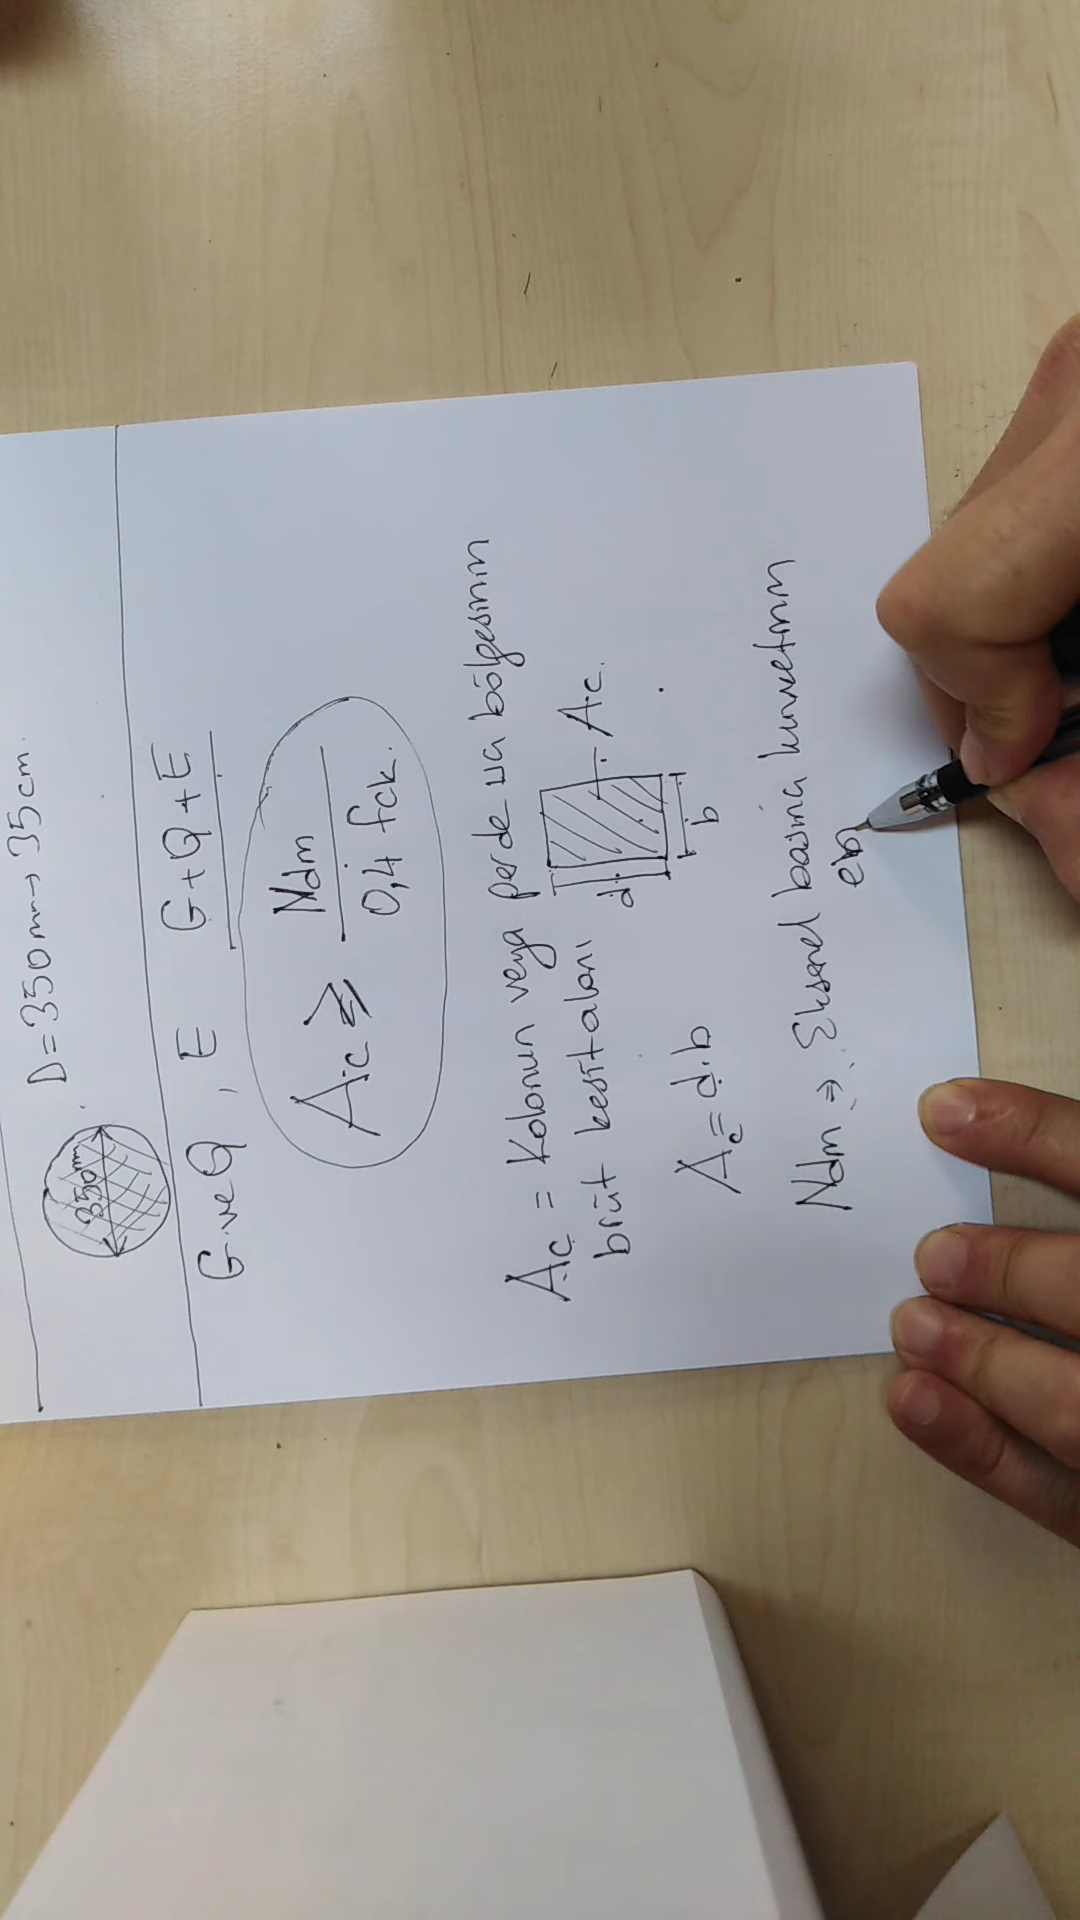 D=350mm→35cm.
350mm
G ve Q, E G+Q+E
Ac ≥ Ndm / 0,4 fck.
Ac = Kolonun veya perde uç bölgesinin
brüt kesit alanı
d
b
Ac.
Ac = d.b
Ndm ⇒ Eksenel basınç kuvvetinin